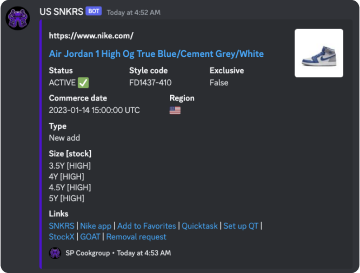 US SNKRS BOT Today at 4:52 AM
https://www.nike.com/
Air Jordan 1 High Og True Blue/Cement Grey/White
Status Style code Exclusive
ACTIVE ✅ FD1437-410 False
Commerce date Region
2023-01-14 15:00:00 UTC 🇺🇸
Type
New add
Size [stock]
3.5Y [HIGH]
4Y [HIGH]
4.5Y [HIGH]
5Y [HIGH]
Links
SNKRS | Nike app | Add to Favorites | Quicktask | Set up QT |
StockX | GOAT | Removal request
SP Cookgroup • Today at 4:53 AM